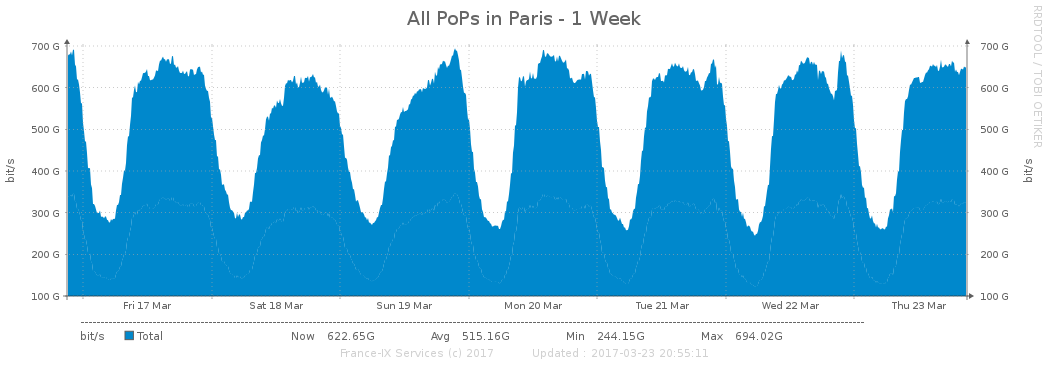 All PoPs in Paris - 1 Week
RRDTOOL / TOBI OETIKER
700 G 700 G
600 G 600 G
500 G 500 G
400 G 400 G
300 G 300 G
200 G 200 G
100 G 100 G
bit/s bit/s
Fri 17 Mar Sat 18 Mar Sun 19 Mar Mon 20 Mar Tue 21 Mar Wed 22 Mar Thu 23 Mar
bit/s Total Now 622.65G Avg 515.16G Min 244.15G Max 694.02G
France-IX Services (c) 2017 Updated : 2017-03-23 20:55:11